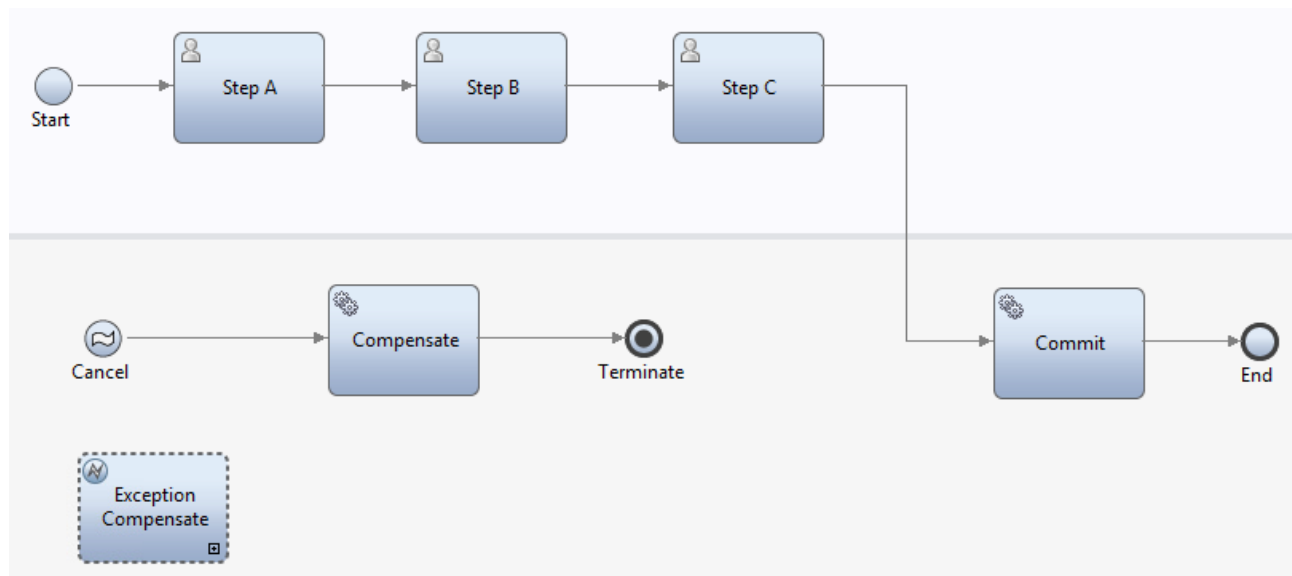 Step A
Step B
Step C
Start
Compensate
Commit
Cancel
Terminate
End
Exception
Compensate